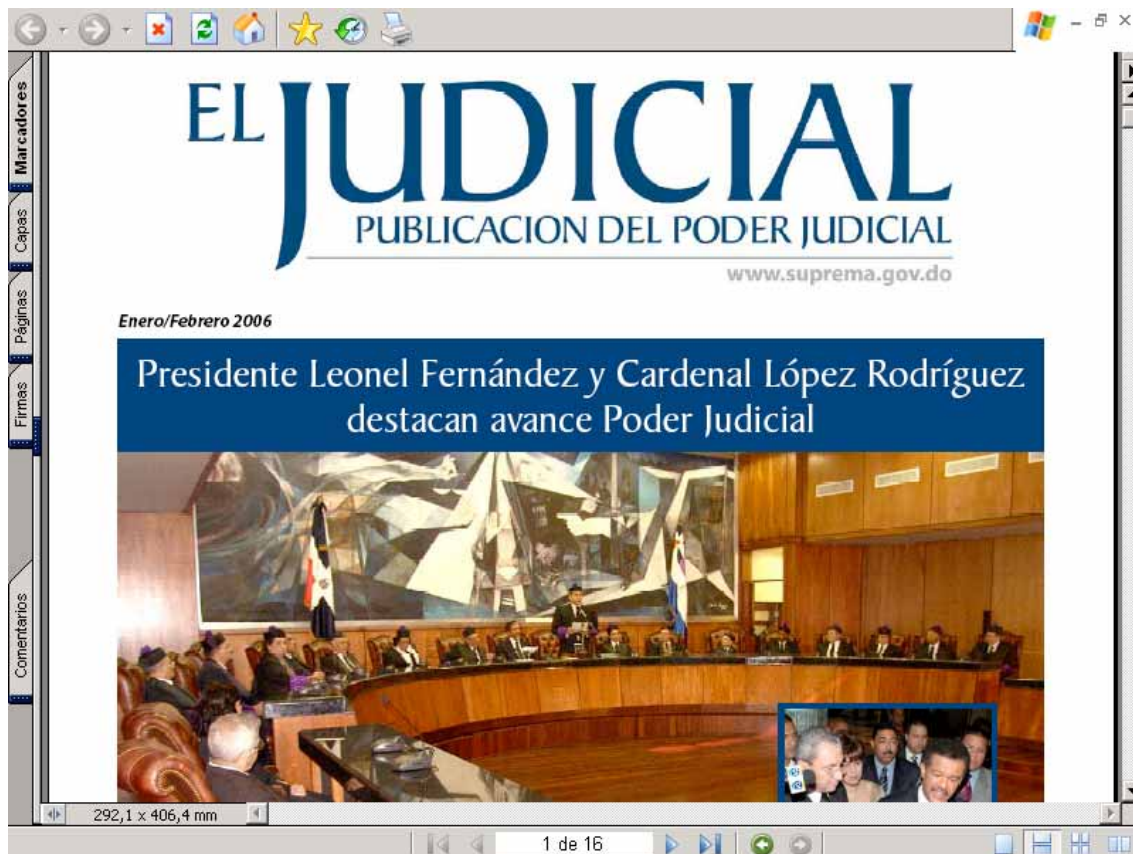 EL JUDICIAL
PUBLICACION DEL PODER JUDICIAL
www.suprema.gov.do
Enero/Febrero 2006
Presidente Leonel Fernández y Cardenal López Rodríguez
destacan avance Poder Judicial
Marcadores
Capas
Páginas
Firmas
Comentarios
292,1 x 406,4 mm
1 de 16